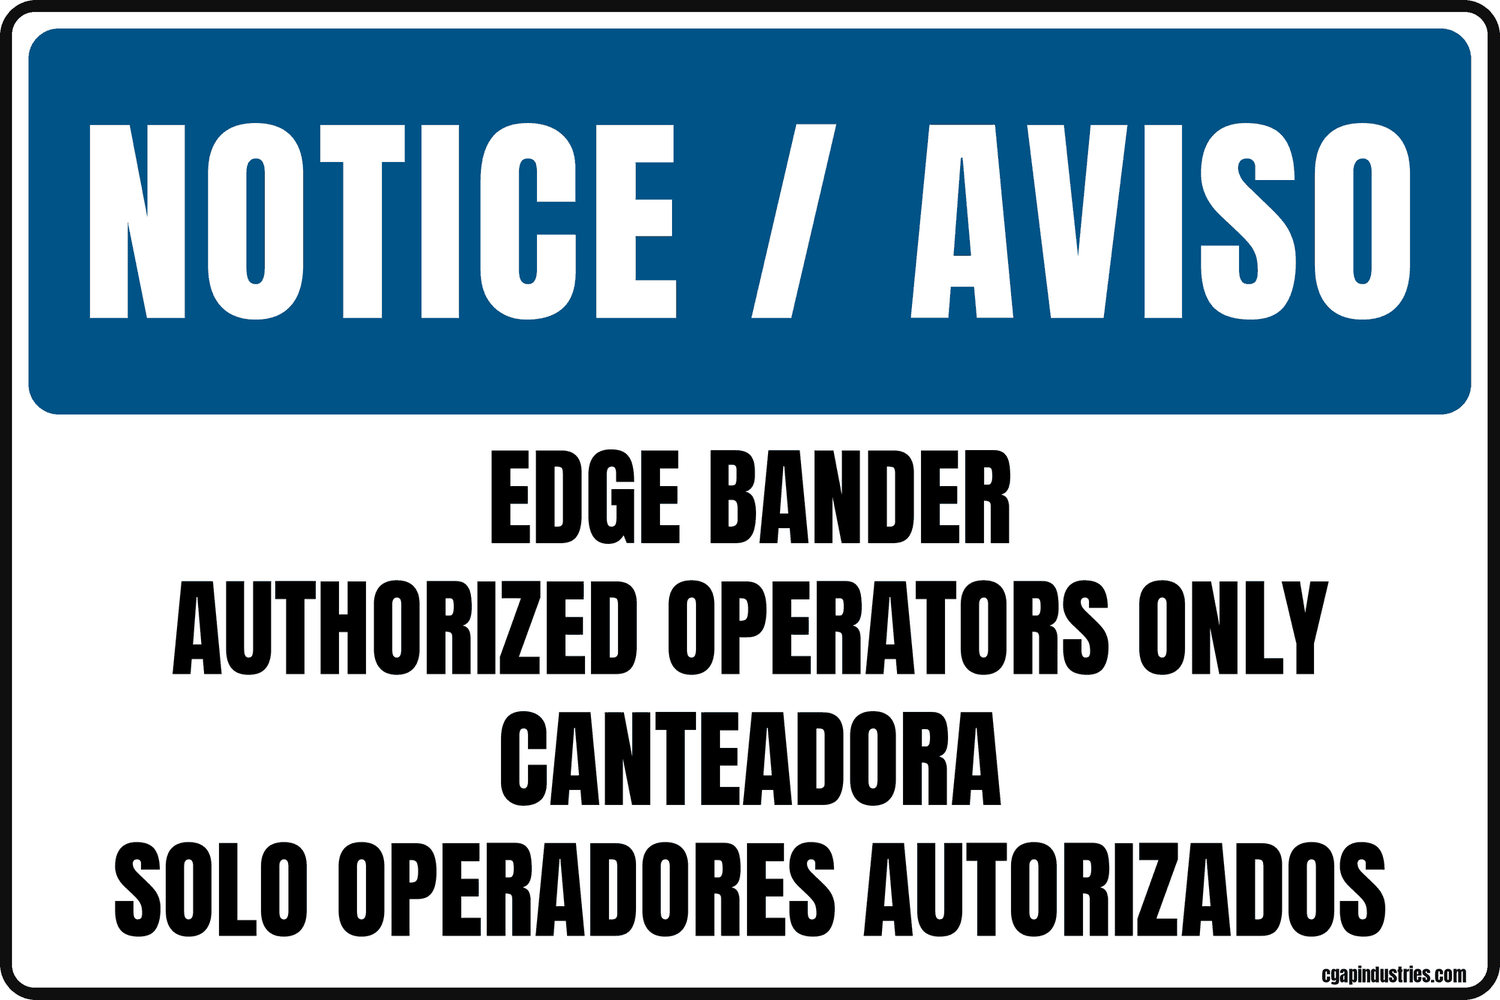 NOTICE / AVISO
EDGE BANDER
AUTHORIZED OPERATORS ONLY
CANTEADORA
SOLO OPERADORES AUTORIZADOS
cgapindustries.com